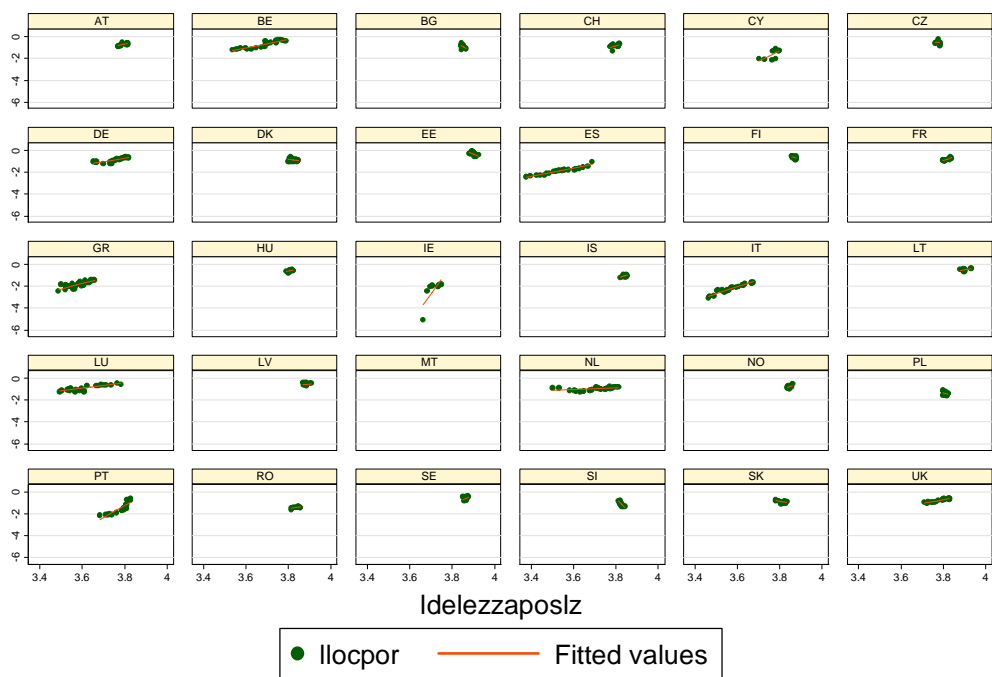 AT BE BG CH CY CZ
0
-2
-4
-6
DE DK EE ES FI FR
0
-2
-4
-6
GR HU IE IS IT LT
0
-2
-4
-6
LU LV MT NL NO PL
0
-2
-4
-6
PT RO SE SI SK UK
0
-2
-4
-6
3.4 3.6 3.8 4 3.4 3.6 3.8 4 3.4 3.6 3.8 4 3.4 3.6 3.8 4 3.4 3.6 3.8 4 3.4 3.6 3.8 4
Idelezzaposlz
llocpor Fitted values